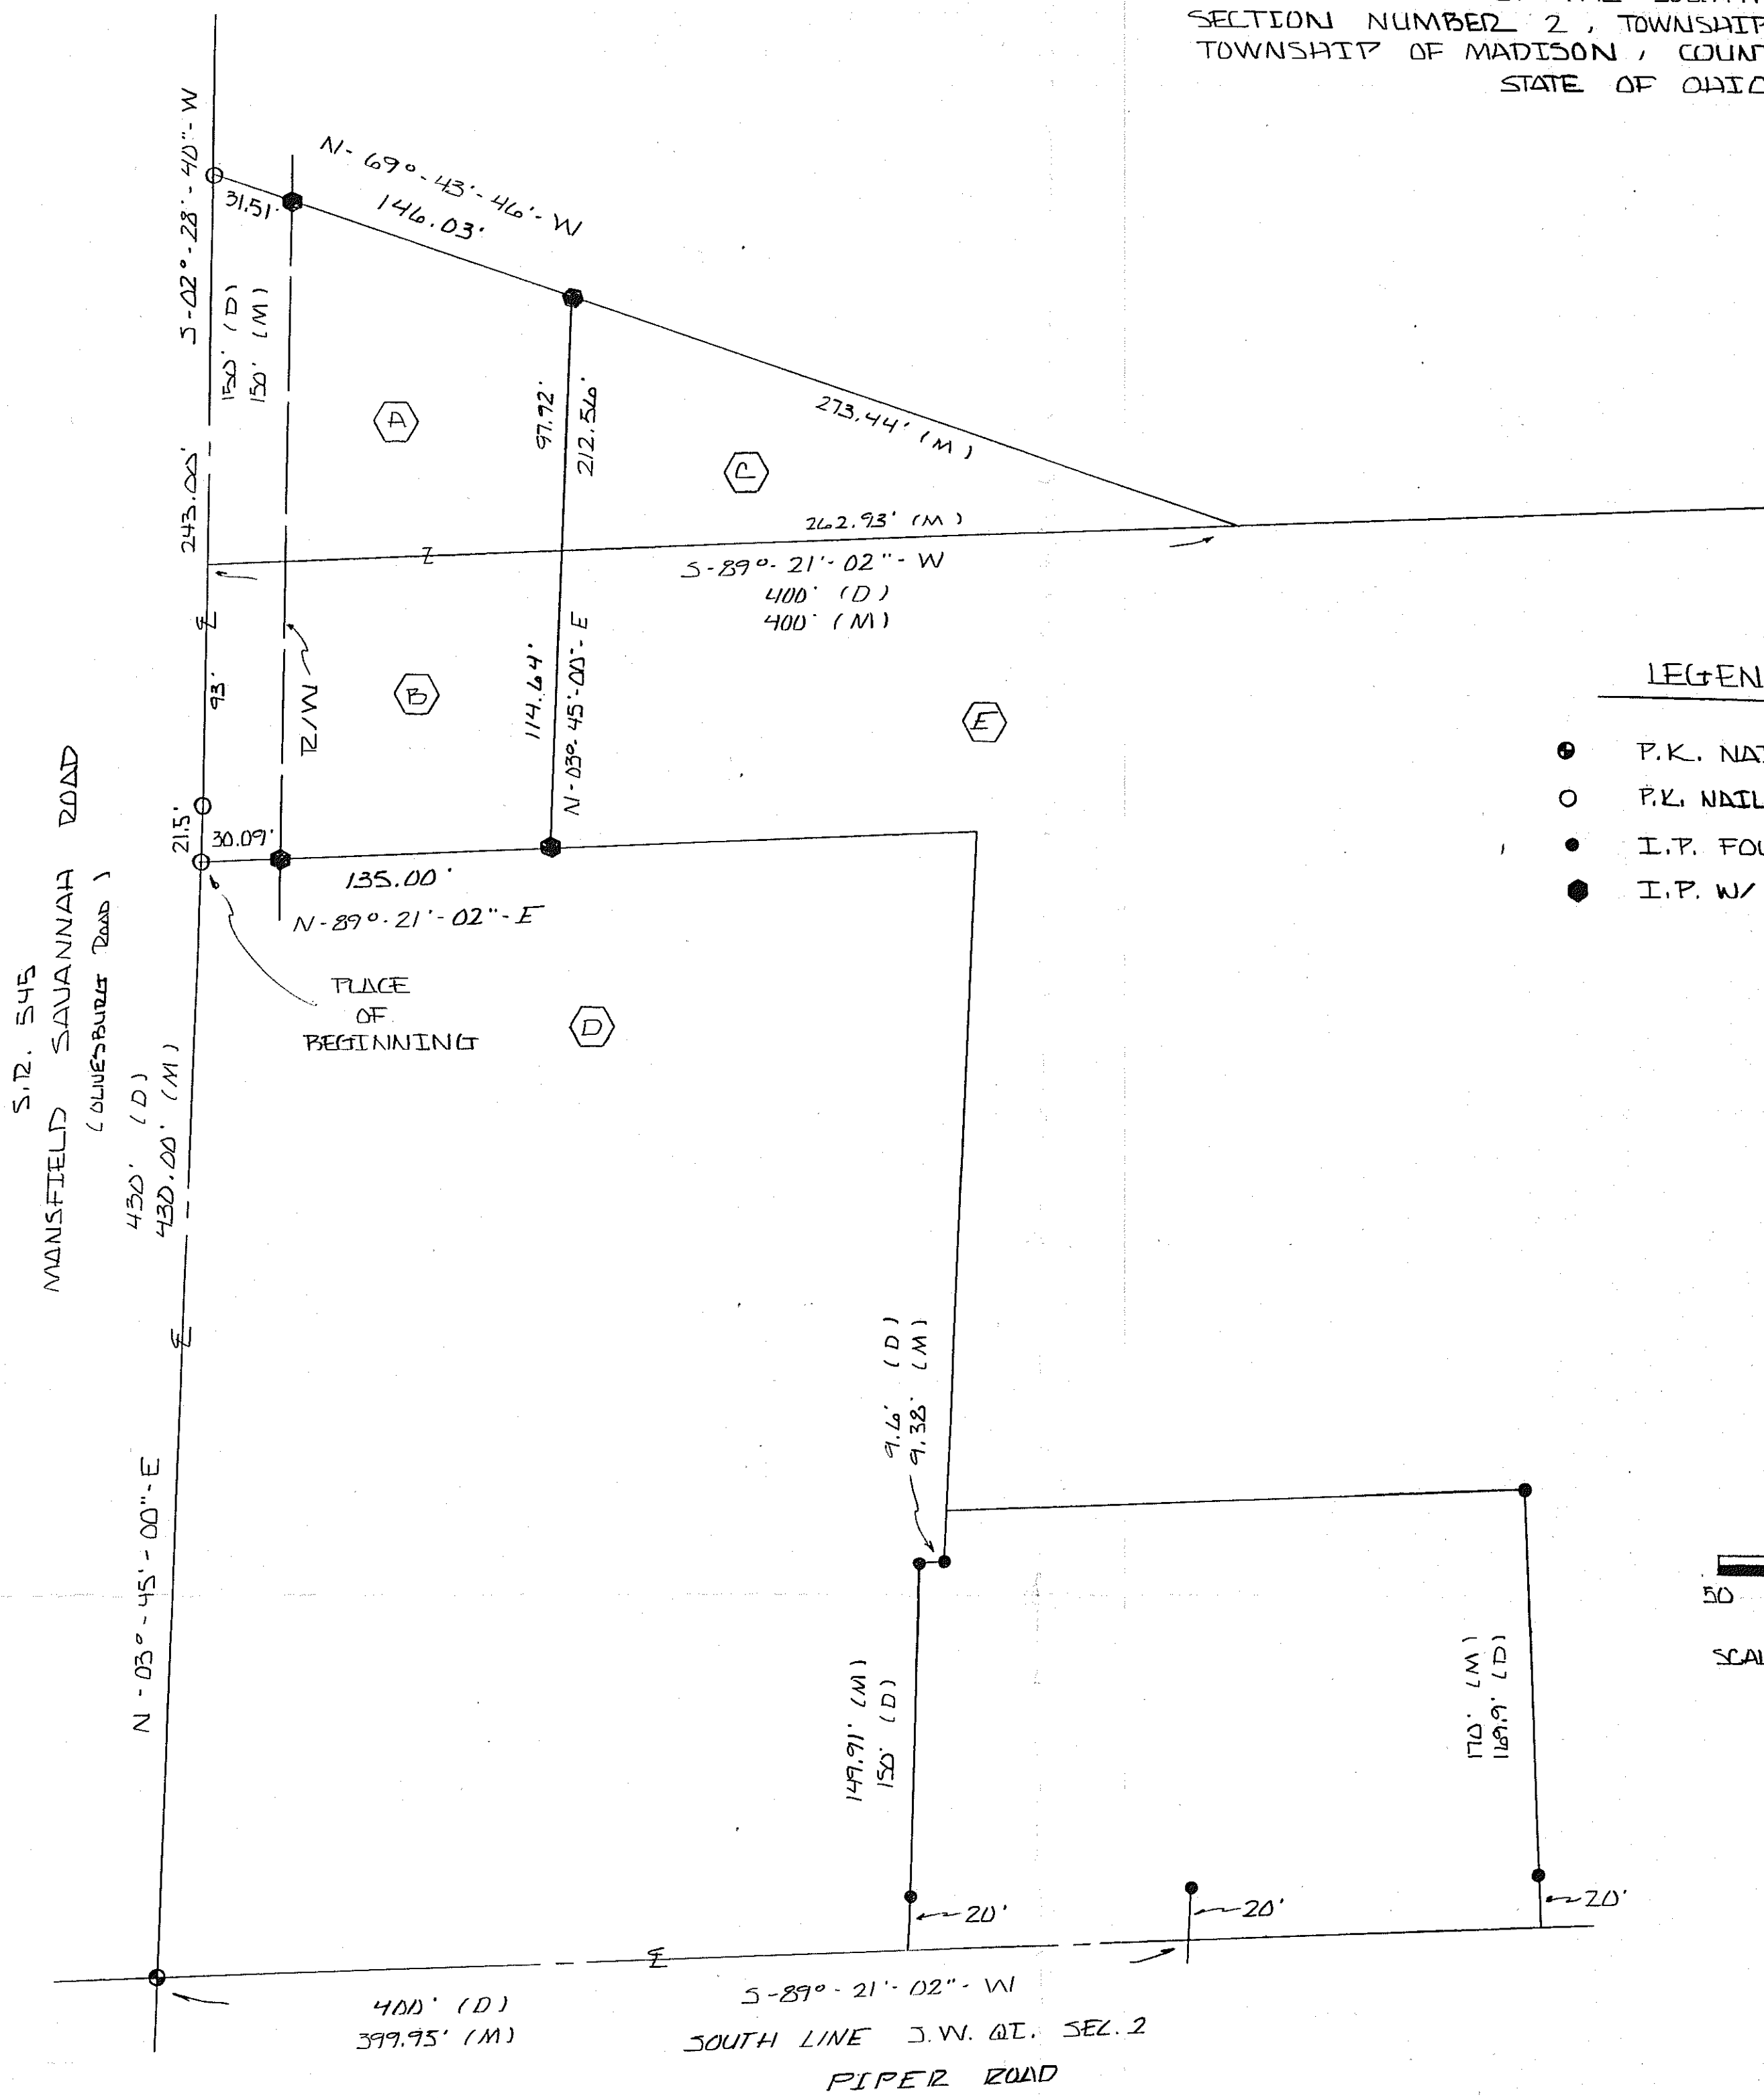 SECTION NUMBER 2, TOWNSHIP
TOWNSHIP OF MADISON, COUNT
STATE OF OHIO
S-02°-28'-40"-W
N-69°-43'-46'-W
31.51'
146.03'
150' (D)
150' (M)
A
97.92'
212.56'
273.44' (M)
C
243.00'
262.93' (M)
S-89°-21'-02"-W
400' (D)
400' (M)
93'
R/W
B
114.64'
N-03°-45'-00"-E
E
LEGEN
P.K. NAI
P.K. NAIL
I.P. FOU
I.P. W/
21.5'
30.09'
135.00'
N-89°-21'-02"-E
PLACE
OF
BEGINNING
D
S.R. 545
MANSFIELD SAVANNAH ROAD
(OLIVESBURG ROAD)
430' (D)
430.00' (M)
N-03°-45'-00"-E
9.6' (D)
9.38' (M)
149.91' (M)
150' (D)
170' (M)
169.9' (D)
50
SCAL
20'
20'
20'
400' (D)
399.95' (M)
S-89°-21'-02"-W
SOUTH LINE S.W. QT. SEC. 2
PIPER ROAD